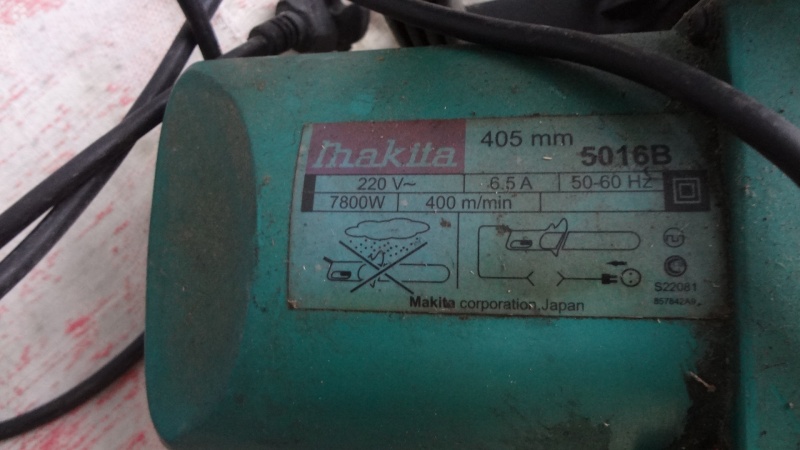 makita
405 mm
5016B
220 V~ 6.5 A 50-60 Hz
7800W 400 m/min
S22081
Makita corporation,Japan